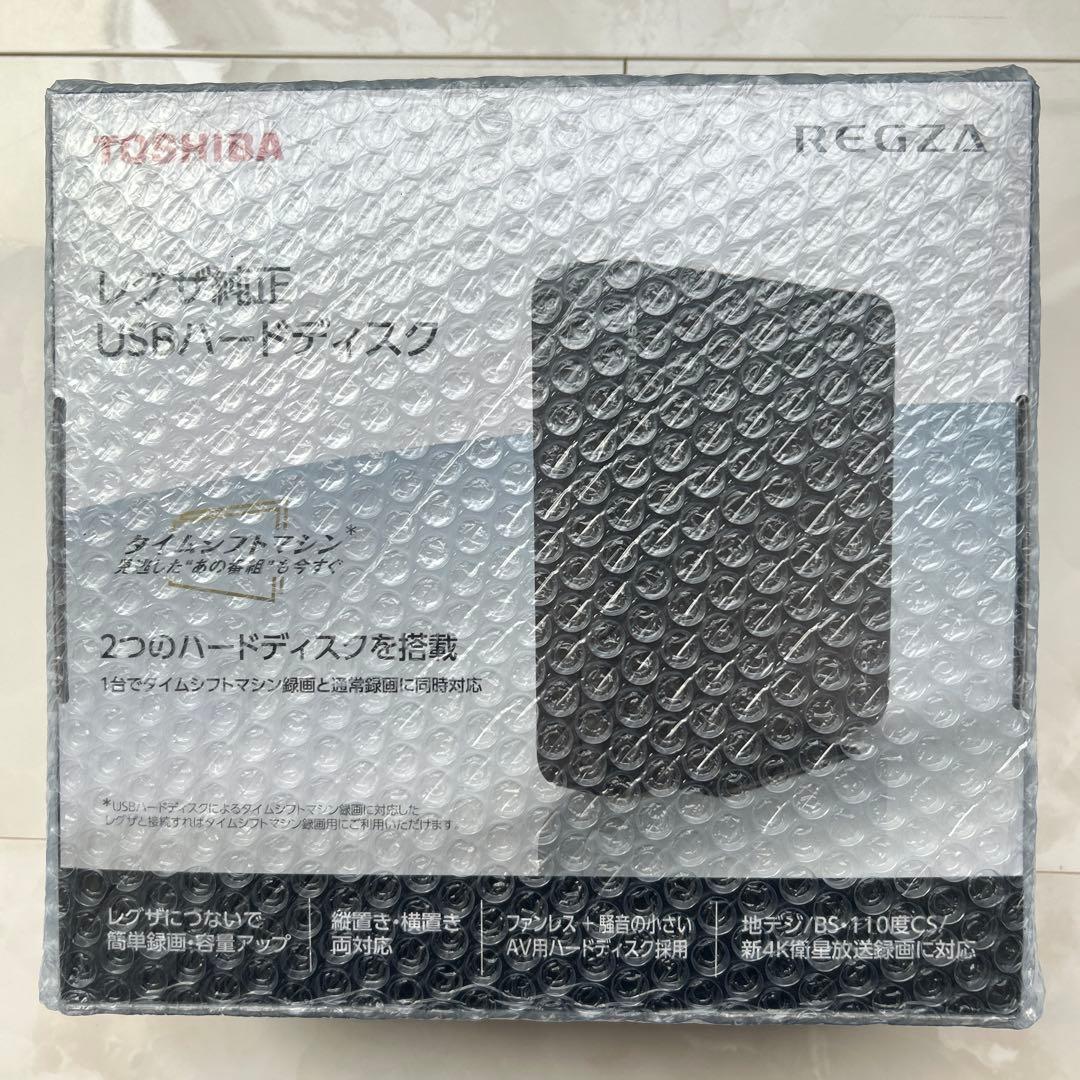 TOSHIBA
REGZA
レグザ純正
USBハードディスク
タイムシフトマシン*
見逃した“あの番組”も今すぐ
2つのハードディスクを搭載
1台でタイムシフトマシン録画と通常録画に同時対応
*USBハードディスクによるタイムシフトマシン録画に対応した
レグザと接続すればタイムシフトマシン録画用にご利用いただけます。
レグザにつないで
簡単録画・容量アップ
縦置き・横置き
両対応
ファンレス+騒音の小さい
AV用ハードディスク採用
地デジ/BS・110度CS/
新4K衛星放送録画に対応